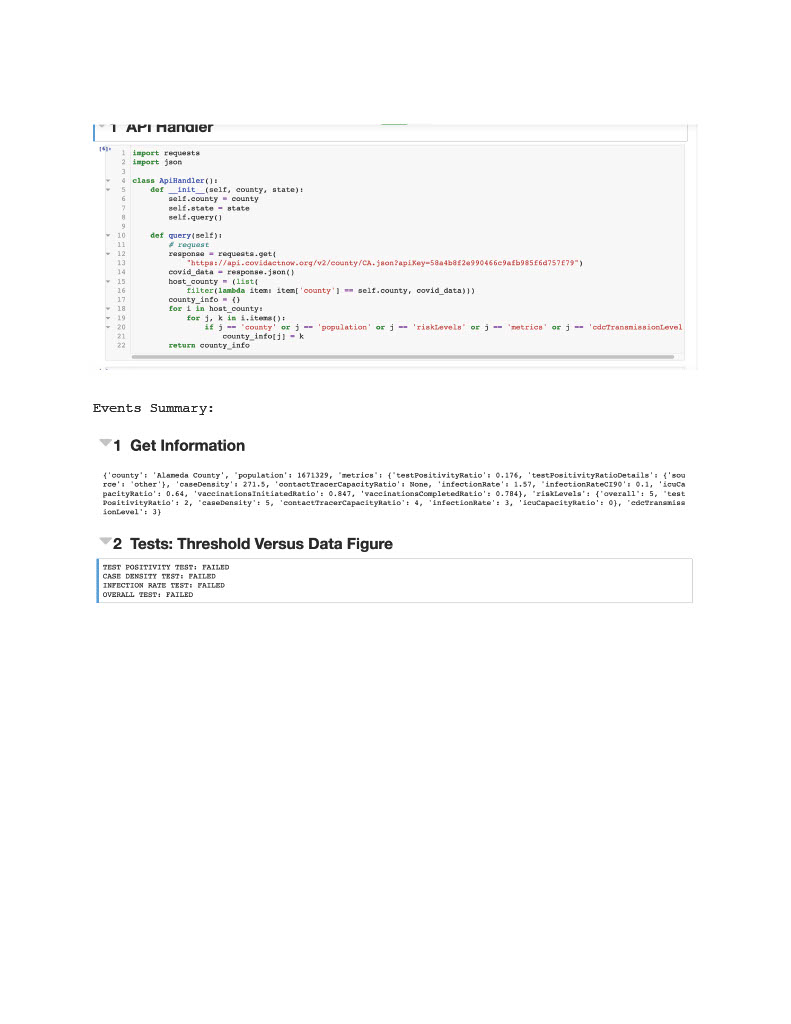 1 API Handler
[4]:
1 import requests
2 import json
3
4 class ApiHandler():
5 def __init__(self, county, state):
6 self.county = county
7 self.state = state
8 self.query()
9
10 def query(self):
11 # request
12 response = requests.get(
13 "https://api.covidactnow.org/v2/county/CA.json?apiKey=58a4b8f2e990466c9afb985f6d757f79")
14 covid_data = response.json()
15 host_county = (list(
16 filter(lambda item: item['county'] == self.county, covid_data)))
17 county_info = {}
18 for i in host_county:
19 for j, k in i.items():
20 if j == 'county' or j == 'population' or j == 'riskLevels' or j == 'metrics' or j == 'cdcTransmissionLevel
21 county_info[j] = k
22 return county_info
Events Summary:
1 Get Information
{'county': 'Alameda County', 'population': 1671329, 'metrics': {'testPositivityRatio': 0.176, 'testPositivityRatioDetails': {'sou
rce': 'other'}, 'caseDensity': 271.5, 'contactTracerCapacityRatio': None, 'infectionRate': 1.57, 'infectionRateCI90': 0.1, 'icuCa
pacityRatio': 0.64, 'vaccinationsInitiatedRatio': 0.847, 'vaccinationsCompletedRatio': 0.784}, 'riskLevels': {'overall': 5, 'test
PositivityRatio': 2, 'caseDensity': 5, 'contactTracerCapacityRatio': 4, 'infectionRate': 3, 'icuCapacityRatio': 0}, 'cdcTransmiss
ionLevel': 3}
2 Tests: Threshold Versus Data Figure
TEST POSITIVITY TEST: FAILED
CASE DENSITY TEST: FAILED
INFECTION RATE TEST: FAILED
OVERALL TEST: FAILED